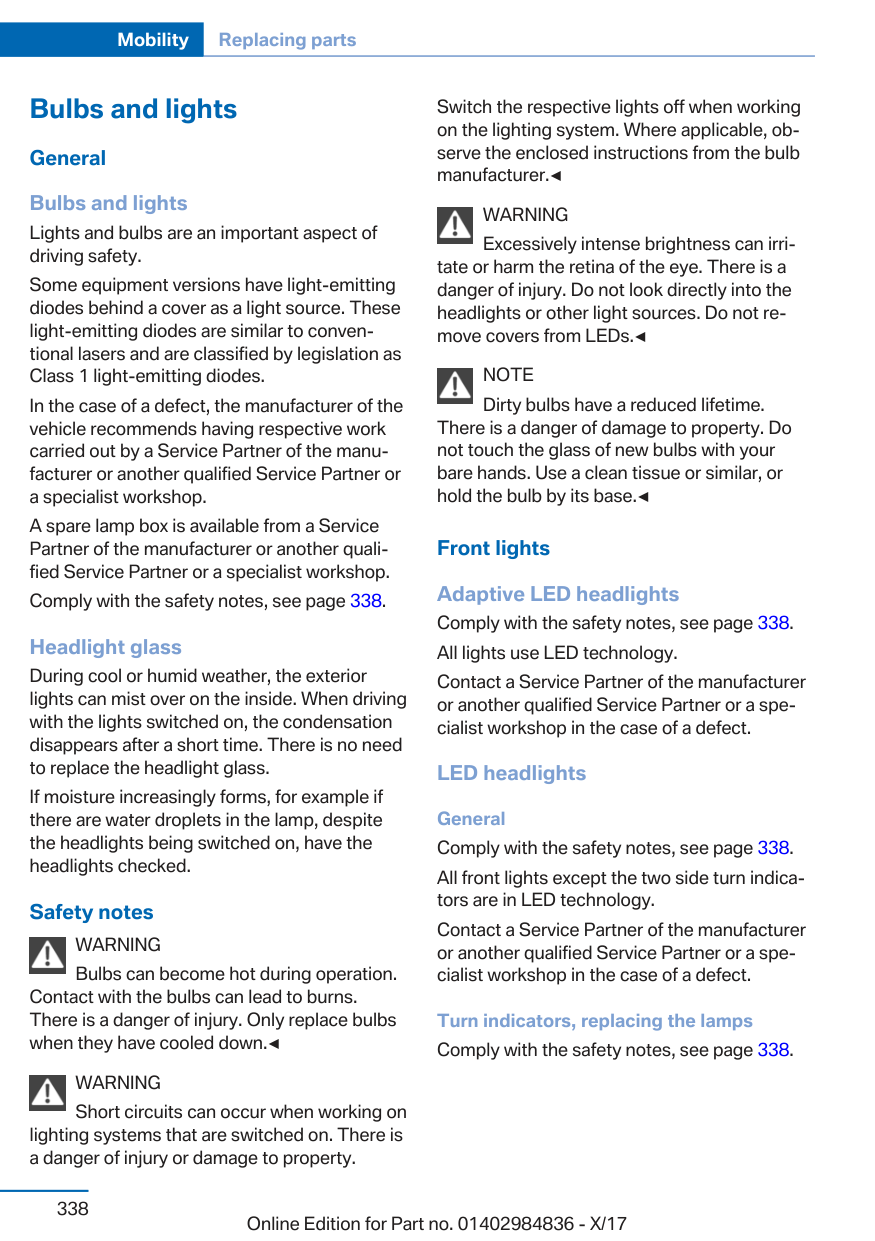 Mobility Replacing parts
Bulbs and lights
General
Bulbs and lights
Lights and bulbs are an important aspect of
driving safety.
Some equipment versions have light-emitting
diodes behind a cover as a light source. These
light-emitting diodes are similar to conven-
tional lasers and are classified by legislation as
Class 1 light-emitting diodes.
In the case of a defect, the manufacturer of the
vehicle recommends having respective work
carried out by a Service Partner of the manu-
facturer or another qualified Service Partner or
a specialist workshop.
A spare lamp box is available from a Service
Partner of the manufacturer or another quali-
fied Service Partner or a specialist workshop.
Comply with the safety notes, see page 338.
Headlight glass
During cool or humid weather, the exterior
lights can mist over on the inside. When driving
with the lights switched on, the condensation
disappears after a short time. There is no need
to replace the headlight glass.
If moisture increasingly forms, for example if
there are water droplets in the lamp, despite
the headlights being switched on, have the
headlights checked.
Safety notes
WARNING
Bulbs can become hot during operation.
Contact with the bulbs can lead to burns.
There is a danger of injury. Only replace bulbs
when they have cooled down.◄
WARNING
Short circuits can occur when working on
lighting systems that are switched on. There is
a danger of injury or damage to property.
Switch the respective lights off when working
on the lighting system. Where applicable, ob-
serve the enclosed instructions from the bulb
manufacturer.◄
WARNING
Excessively intense brightness can irri-
tate or harm the retina of the eye. There is a
danger of injury. Do not look directly into the
headlights or other light sources. Do not re-
move covers from LEDs.◄
NOTE
Dirty bulbs have a reduced lifetime.
There is a danger of damage to property. Do
not touch the glass of new bulbs with your
bare hands. Use a clean tissue or similar, or
hold the bulb by its base.◄
Front lights
Adaptive LED headlights
Comply with the safety notes, see page 338.
All lights use LED technology.
Contact a Service Partner of the manufacturer
or another qualified Service Partner or a spe-
cialist workshop in the case of a defect.
LED headlights
General
Comply with the safety notes, see page 338.
All front lights except the two side turn indica-
tors are in LED technology.
Contact a Service Partner of the manufacturer
or another qualified Service Partner or a spe-
cialist workshop in the case of a defect.
Turn indicators, replacing the lamps
Comply with the safety notes, see page 338.
338
Online Edition for Part no. 01402984836 - X/17